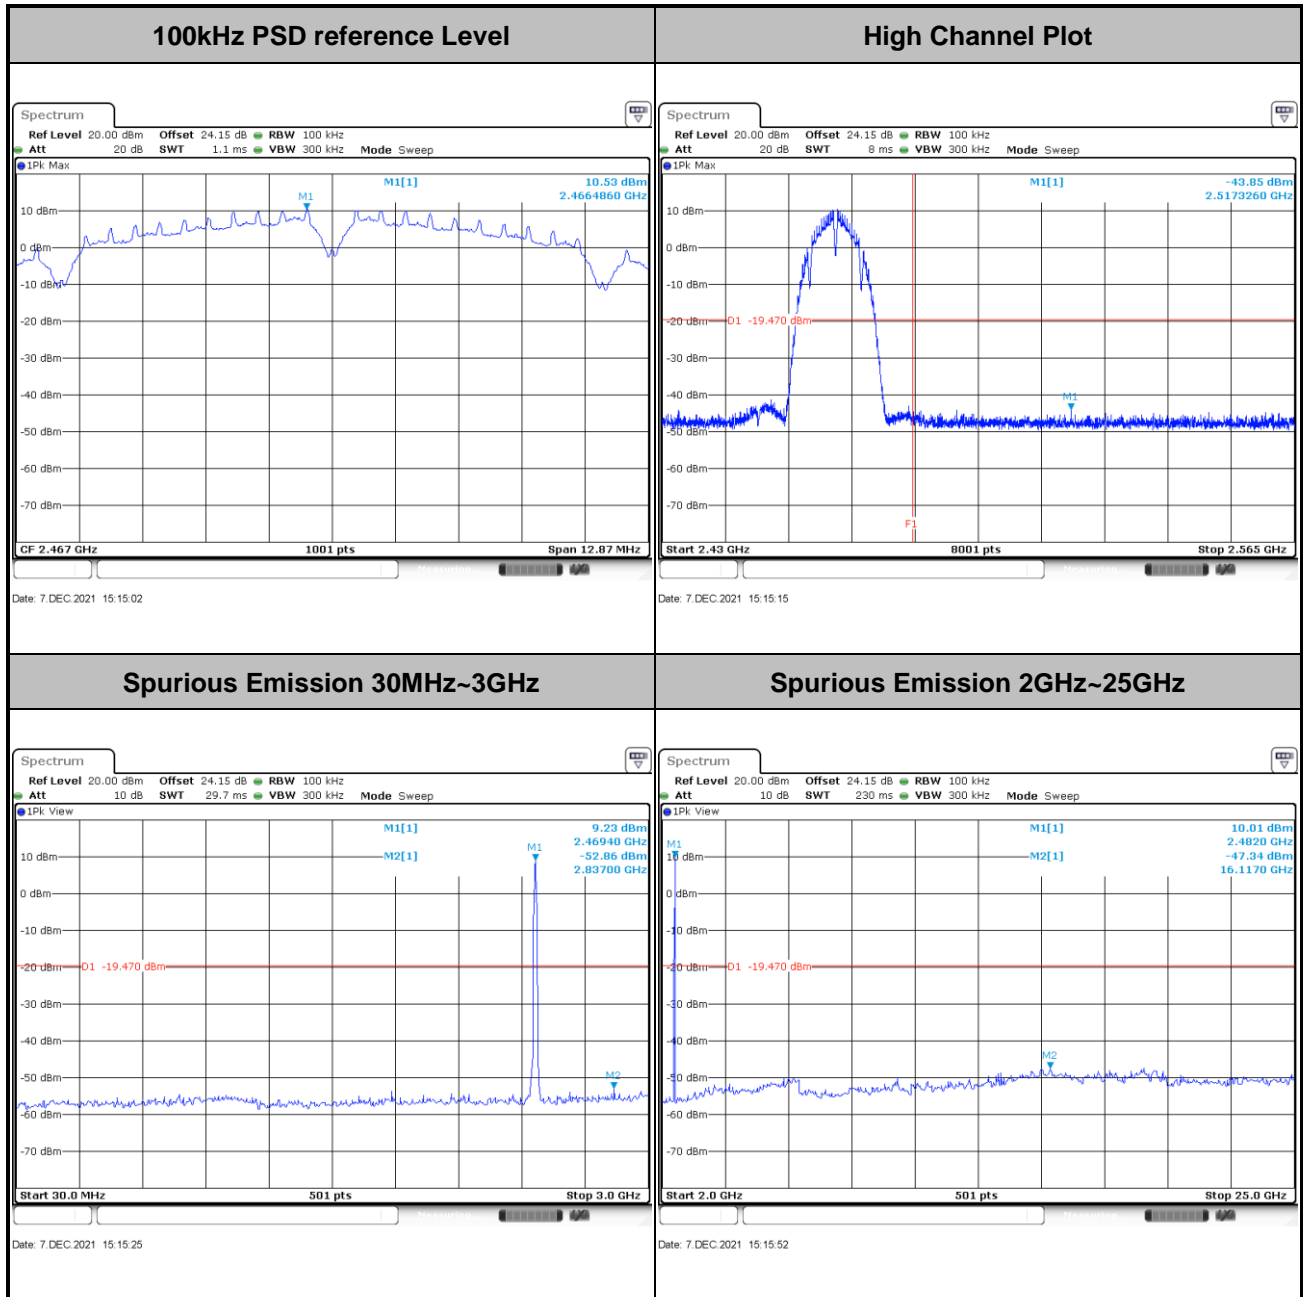 100kHz PSD reference Level
High Channel Plot
Spectrum
Ref Level 20.00 dBm Offset 24.15 dB RBW 100 kHz
Att 20 dB SWT 1.1 ms VBW 300 kHz Mode Sweep
1Pk Max
M1[1] 10.53 dBm
2.4664860 GHz
M1
10 dBm
0 dBm
-10 dBm
-20 dBm
-30 dBm
-40 dBm
-50 dBm
-60 dBm
-70 dBm
CF 2.467 GHz 1001 pts Span 12.87 MHz
Date: 7.DEC.2021 15:15:02
Spectrum
Ref Level 20.00 dBm Offset 24.15 dB RBW 100 kHz
Att 20 dB SWT 8 ms VBW 300 kHz Mode Sweep
1Pk Max
M1[1] -43.85 dBm
2.5173260 GHz
10 dBm
0 dBm
-10 dBm
-20 dBm D1 -19.470 dBm
-30 dBm
-40 dBm
M1
-50 dBm
-60 dBm
-70 dBm
F1
Start 2.43 GHz 8001 pts Stop 2.565 GHz
Date: 7.DEC.2021 15:15:15
Spurious Emission 30MHz~3GHz
Spurious Emission 2GHz~25GHz
Spectrum
Ref Level 20.00 dBm Offset 24.15 dB RBW 100 kHz
Att 10 dB SWT 29.7 ms VBW 300 kHz Mode Sweep
1Pk View
M1[1] 9.23 dBm
2.46940 GHz
M1
10 dBm M2[1] -52.86 dBm
2.83700 GHz
0 dBm
-10 dBm
-20 dBm D1 -19.470 dBm
-30 dBm
-40 dBm
-50 dBm M2
-60 dBm
-70 dBm
Start 30.0 MHz 501 pts Stop 3.0 GHz
Date: 7.DEC.2021 15:15:25
Spectrum
Ref Level 20.00 dBm Offset 24.15 dB RBW 100 kHz
Att 10 dB SWT 230 ms VBW 300 kHz Mode Sweep
1Pk View
M1[1] 10.01 dBm
2.4820 GHz
M1
10 dBm M2[1] -47.34 dBm
16.1170 GHz
0 dBm
-10 dBm
-20 dBm D1 -19.470 dBm
-30 dBm
-40 dBm
M2
-50 dBm
-60 dBm
-70 dBm
Start 2.0 GHz 501 pts Stop 25.0 GHz
Date: 7.DEC.2021 15:15:52